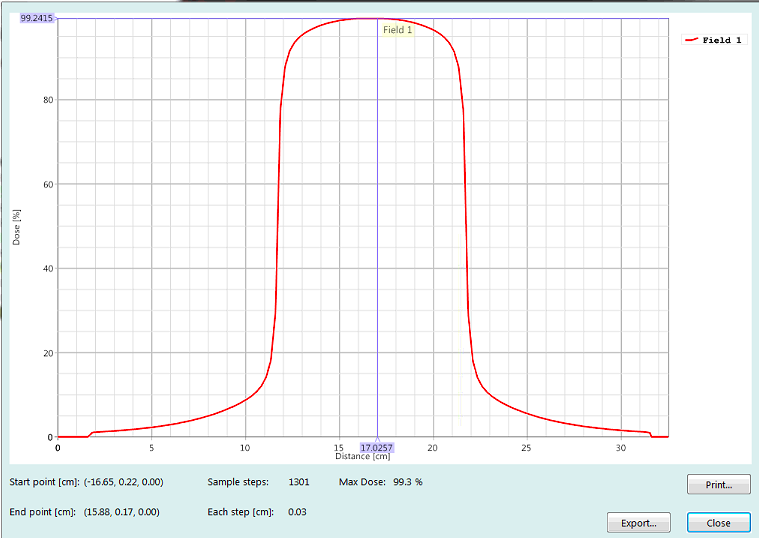 99.2415
Field 1
Field 1
80
60
40
20
0
Dose [%]
0 5 10 15 17.0257 20 25 30
Distance [cm]
Start point [cm]: (-16.65, 0.22, 0.00) Sample steps: 1301 Max Dose: 99.3 % Print...
End point [cm]: (15.88, 0.17, 0.00) Each step [cm]: 0.03
Export... Close